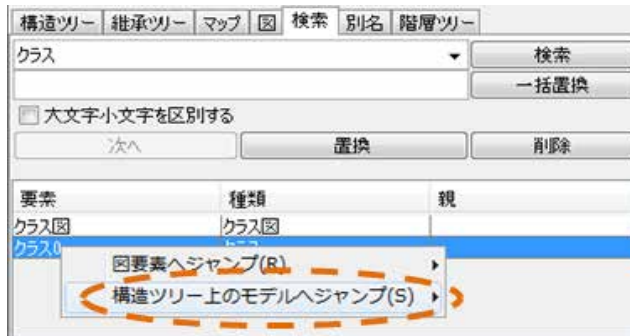 構造ツリー 継承ツリー マップ 図 検索 別名 階層ツリー
クラス 検索
一括置換
大文字小文字を区別する
次へ 置換 削除
要素 種類 親
クラス図 クラス図
クラス0 クラス
図要素へジャンプ(R)
構造ツリー上のモデルへジャンプ(S)